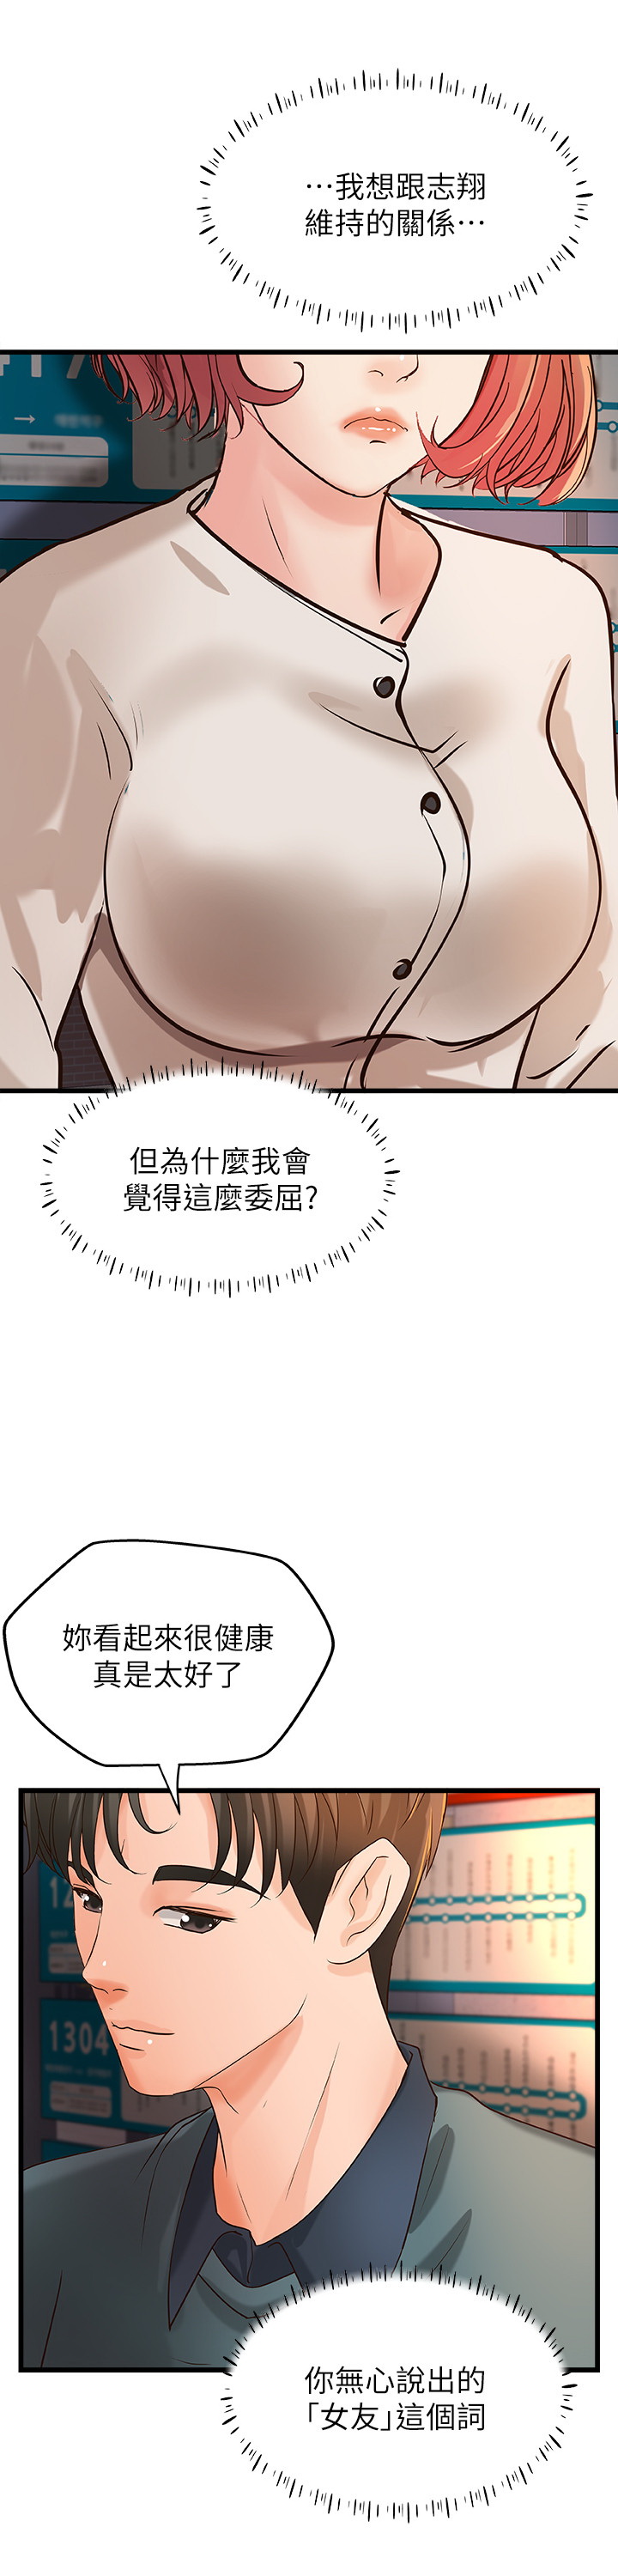 ⋯我想跟志翔
維持的關係⋯
但為什麼我會
覺得這麼委屈?
妳看起來很健康
真是太好了
1304
你無心說出的
「女友」這個詞